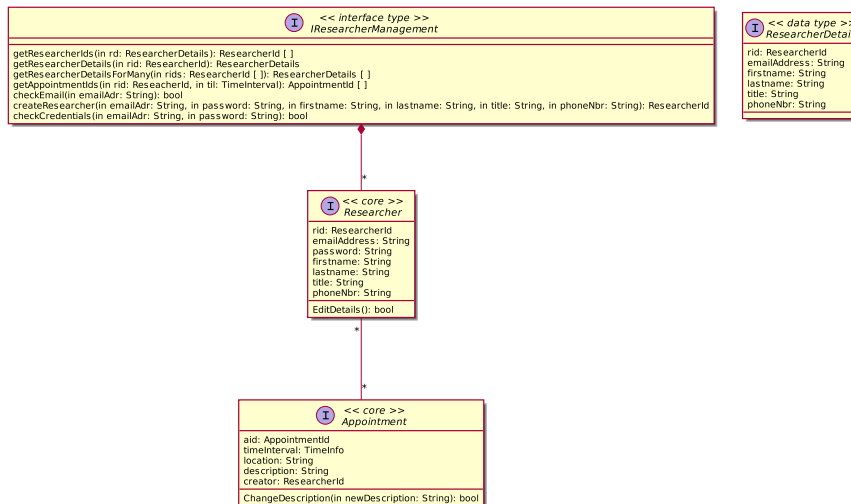 I
<< interface type >>
IResearcherManagement
getResearcherIds(in rd: ResearcherDetails): ResearcherId [ ]
getResearcherDetails(in rid: ResearcherId): ResearcherDetails
getResearcherDetailsForMany(in rids: ResearcherId [ ]): ResearcherDetails [ ]
getAppointmentIds(in rid: ReseacherId, in til: TimeInterval): AppointmentId [ ]
checkEmail(in emailAdr: String): bool
createResearcher(in emailAdr: String, in password: String, in firstname: String, in lastname: String, in title: String, in phoneNbr: String): ResearcherId
checkCredentials(in emailAdr: String, in password: String): bool
I
<< data type >
ResearcherDetai
rid: ResearcherId
emailAddress: String
firstname: String
lastname: String
title: String
phoneNbr: String
*
I
<< core >>
Researcher
rid: ResearcherId
emailAddress: String
password: String
firstname: String
lastname: String
title: String
phoneNbr: String
EditDetails(): bool
*
*
I
<< core >>
Appointment
aid: AppointmentId
timeInterval: TimeInfo
location: String
description: String
creator: ResearcherId
ChangeDescription(in newDescription: String): bool